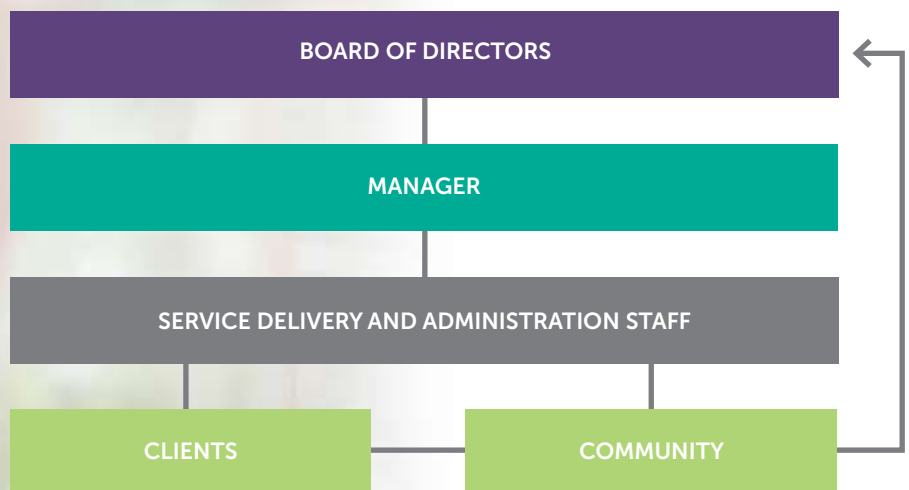 BOARD OF DIRECTORS
MANAGER
SERVICE DELIVERY AND ADMINISTRATION STAFF
CLIENTS
COMMUNITY